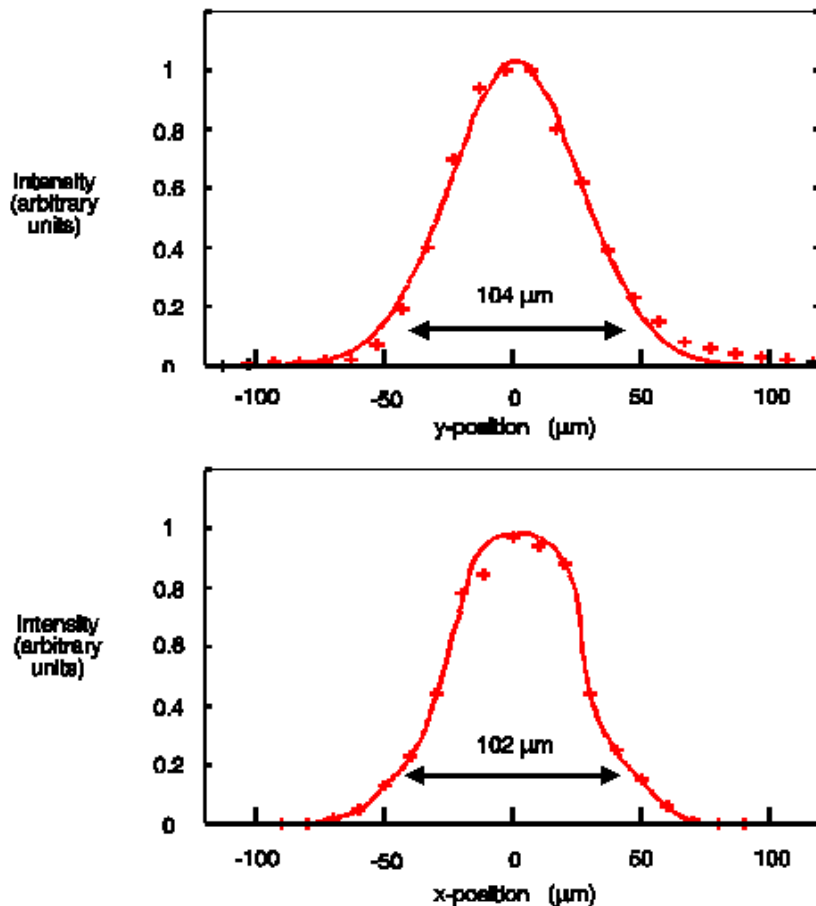 1
0.8
Intensity
(arbitrary
units)
0.6
0.4
0.2
0
104 µm
-100
-50
0
50
100
y-position (µm)
1
0.8
Intensity
(arbitrary
units)
0.6
0.4
0.2
0
102 µm
-100
-50
0
50
100
x-position (µm)